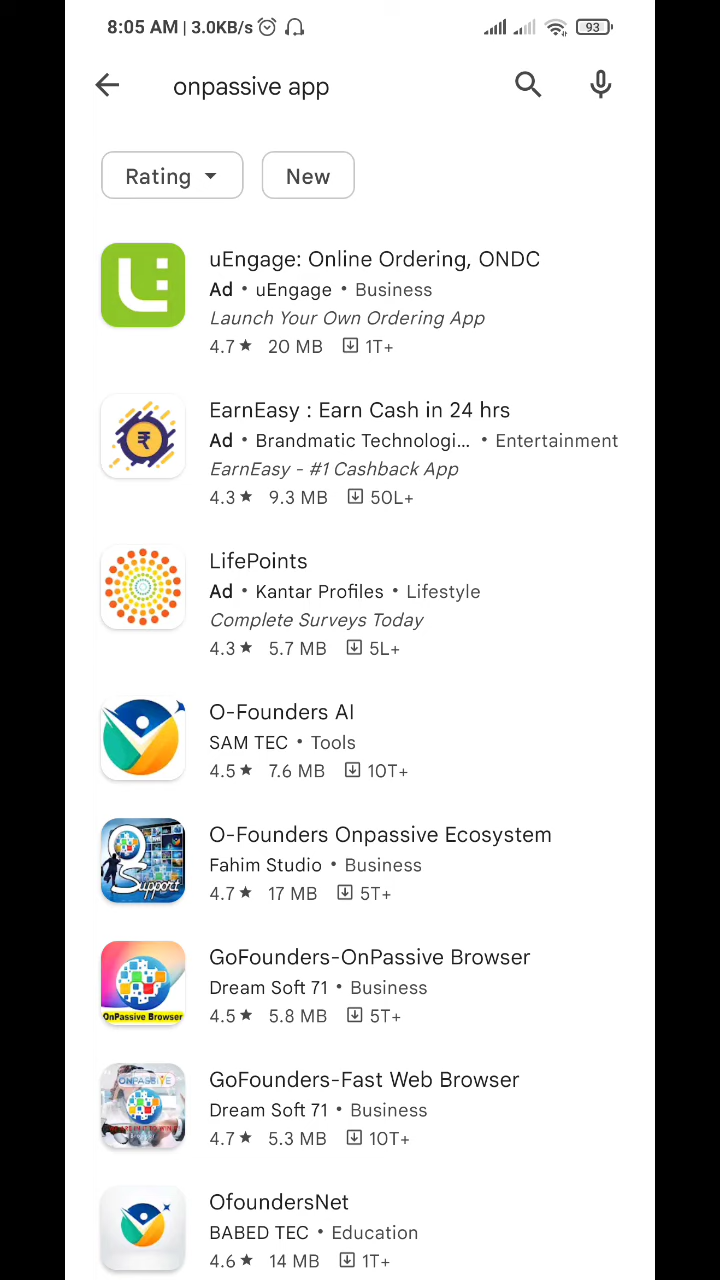 8:05 AM | 3.0KB/s
93
onpassive app
Rating
New
uEngage: Online Ordering, ONDC
Ad • uEngage • Business
Launch Your Own Ordering App
4.7★ 20 MB 1T+
EarnEasy : Earn Cash in 24 hrs
Ad • Brandmatic Technologi... • Entertainment
EarnEasy - #1 Cashback App
4.3★ 9.3 MB 50L+
LifePoints
Ad • Kantar Profiles • Lifestyle
Complete Surveys Today
4.3★ 5.7 MB 5L+
O-Founders AI
SAM TEC • Tools
4.5★ 7.6 MB 10T+
Support
O-Founders Onpassive Ecosystem
Fahim Studio • Business
4.7★ 17 MB 5T+
OnPassive Browser
GoFounders-OnPassive Browser
Dream Soft 71 • Business
4.5★ 5.8 MB 5T+
ONPASSIVE
GoFounders-Fast Web Browser
Dream Soft 71 • Business
4.7★ 5.3 MB 10T+
OfoundersNet
BABED TEC • Education
4.6★ 14 MB 1T+